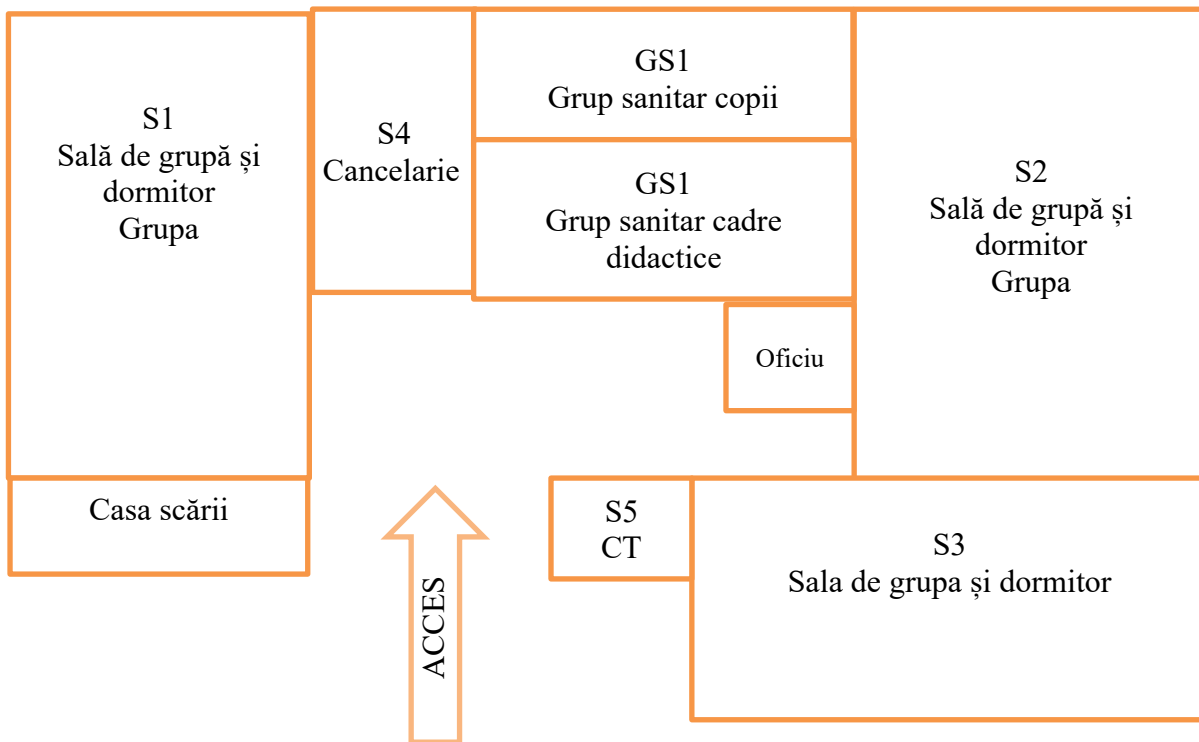 S1
Sală de grupă și
dormitor
Grupa
S4
Cancelarie
GS1
Grup sanitar copii
GS1
Grup sanitar cadre
didactice
S2
Sală de grupă și
dormitor
Grupa
Oficiu
Casa scării
ACCES
S5
CT
S3
Sala de grupa și dormitor